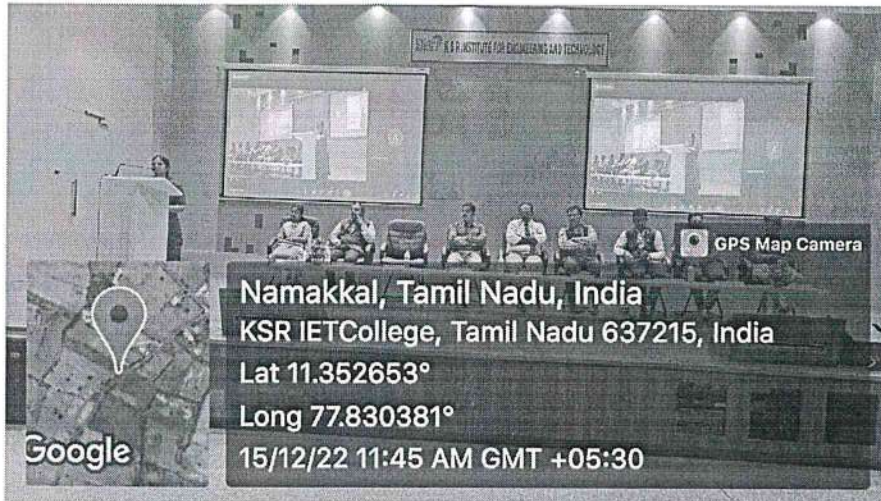 K S R INSTITUTE FOR ENGINEERING AND TECHNOLOGY
GPS Map Camera
Namakkal, Tamil Nadu, India
KSR IETCollege, Tamil Nadu 637215, India
Lat 11.352653°
Long 77.830381°
15/12/22 11:45 AM GMT +05:30
Google